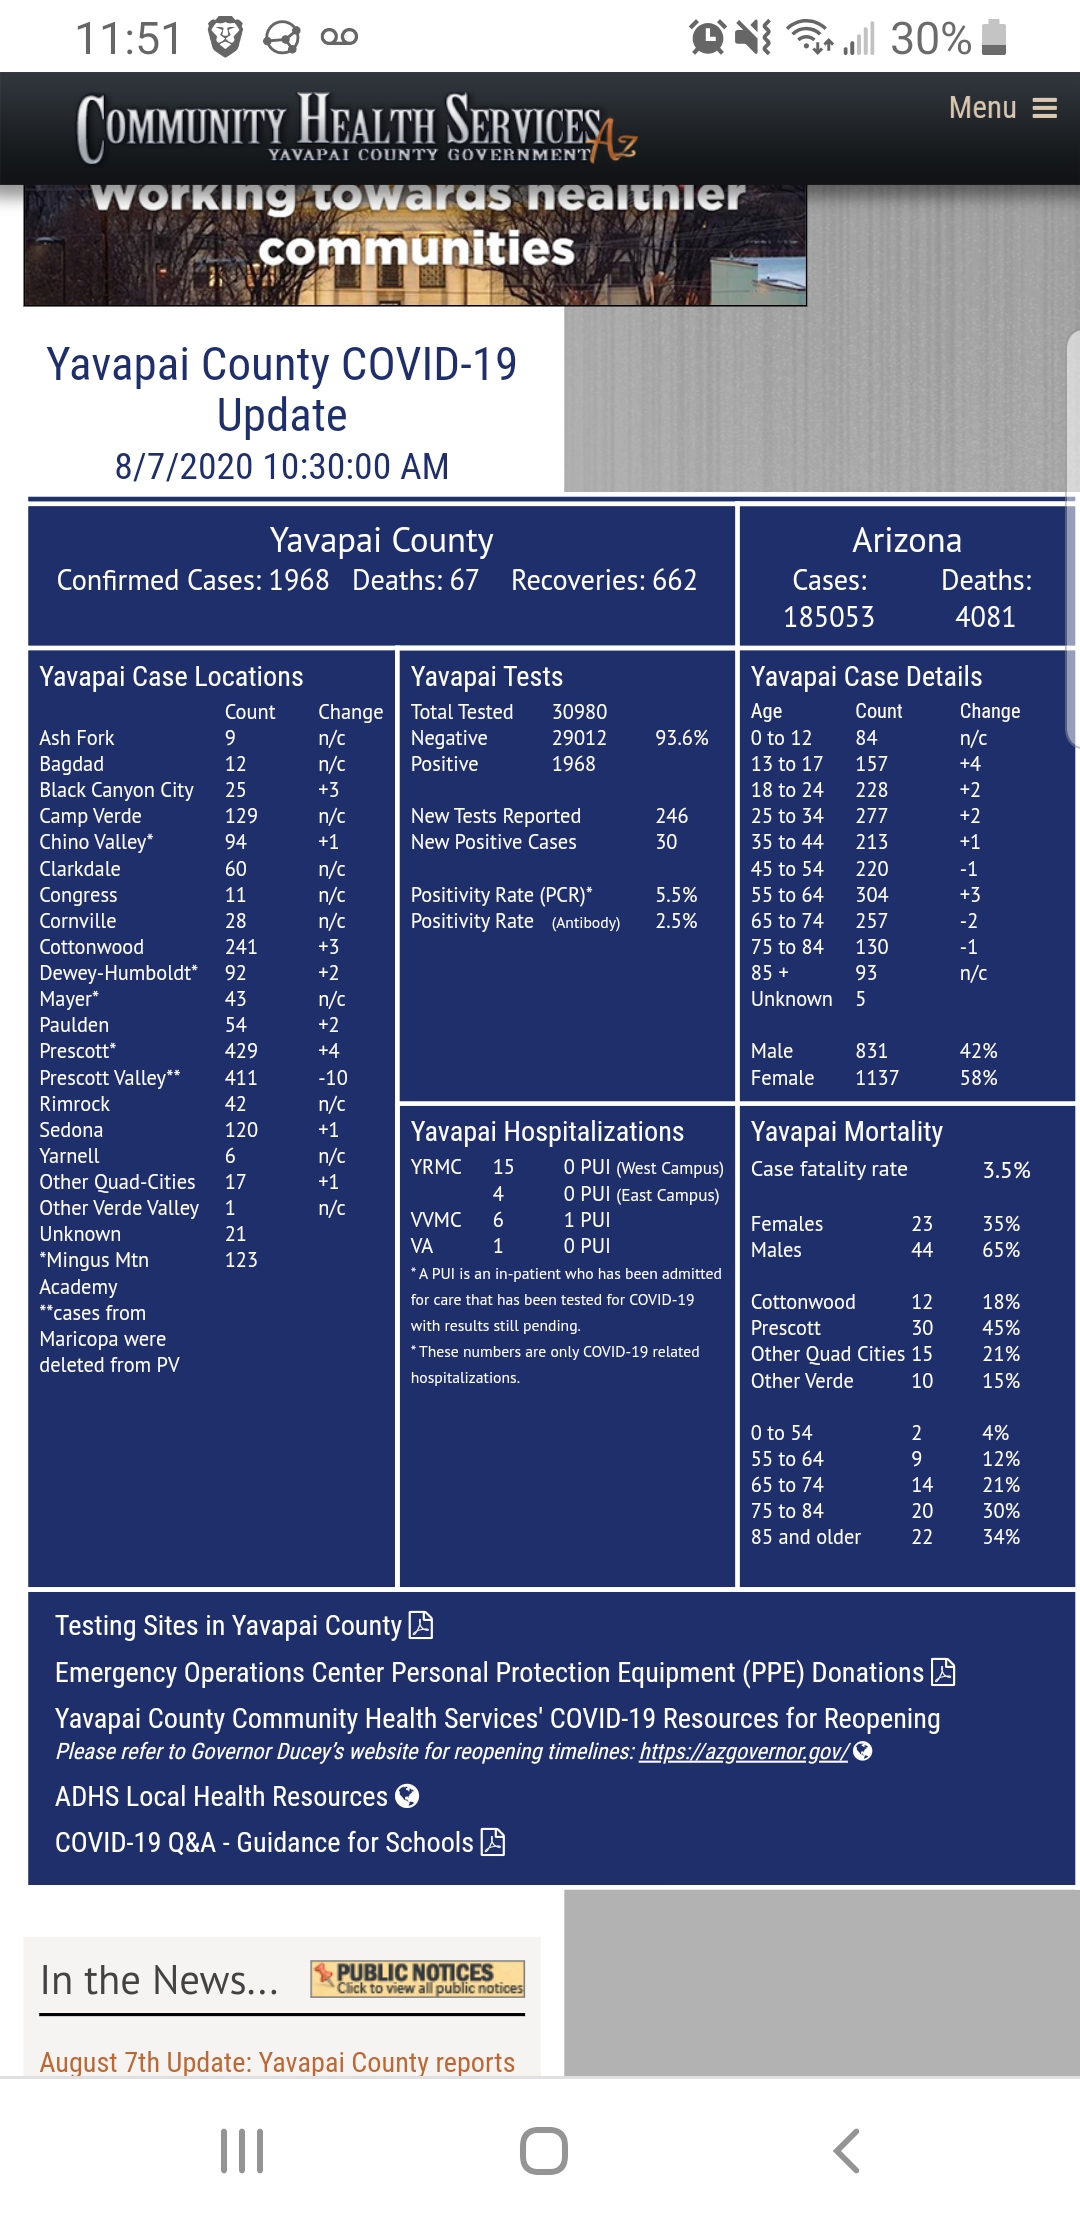 11:51 30%
COMMUNITY HEALTH SERVICES Az
YAVAPAI COUNTY GOVERNMENT
Menu
Working towards healthier
communities
Yavapai County COVID-19
Update
8/7/2020 10:30:00 AM
Yavapai County
Confirmed Cases: 1968 Deaths: 67 Recoveries: 662
Arizona
Cases: Deaths:
185053 4081
Yavapai Case Locations
Count Change
Ash Fork 9 n/c
Bagdad 12 n/c
Black Canyon City 25 +3
Camp Verde 129 n/c
Chino Valley* 94 +1
Clarkdale 60 n/c
Congress 11 n/c
Cornville 28 n/c
Cottonwood 241 +3
Dewey-Humboldt* 92 +2
Mayer* 43 n/c
Paulden 54 +2
Prescott* 429 +4
Prescott Valley** 411 -10
Rimrock 42 n/c
Sedona 120 +1
Yarnell 6 n/c
Other Quad-Cities 17 +1
Other Verde Valley 1 n/c
Unknown 21
*Mingus Mtn 123
Academy
**cases from
Maricopa were
deleted from PV
Yavapai Tests
Total Tested 30980
Negative 29012 93.6%
Positive 1968
New Tests Reported 246
New Positive Cases 30
Positivity Rate (PCR)* 5.5%
Positivity Rate (Antibody) 2.5%
Yavapai Case Details
Age Count Change
0 to 12 84 n/c
13 to 17 157 +4
18 to 24 228 +2
25 to 34 277 +2
35 to 44 213 +1
45 to 54 220 -1
55 to 64 304 +3
65 to 74 257 -2
75 to 84 130 -1
85 + 93 n/c
Unknown 5
Male 831 42%
Female 1137 58%
Yavapai Hospitalizations
YRMC 15 0 PUI (West Campus)
4 0 PUI (East Campus)
VVMC 6 1 PUI
VA 1 0 PUI
* A PUI is an in-patient who has been admitted
for care that has been tested for COVID-19
with results still pending.
* These numbers are only COVID-19 related
hospitalizations.
Yavapai Mortality
Case fatality rate 3.5%
Females 23 35%
Males 44 65%
Cottonwood 12 18%
Prescott 30 45%
Other Quad Cities 15 21%
Other Verde 10 15%
0 to 54 2 4%
55 to 64 9 12%
65 to 74 14 21%
75 to 84 20 30%
85 and older 22 34%
Testing Sites in Yavapai County
Emergency Operations Center Personal Protection Equipment (PPE) Donations
Yavapai County Community Health Services' COVID-19 Resources for Reopening
Please refer to Governor Ducey's website for reopening timelines: https://azgovernor.gov/
ADHS Local Health Resources
COVID-19 Q&A - Guidance for Schools
In the News...
PUBLIC NOTICES
Click to view all public notices
August 7th Update: Yavapai County reports